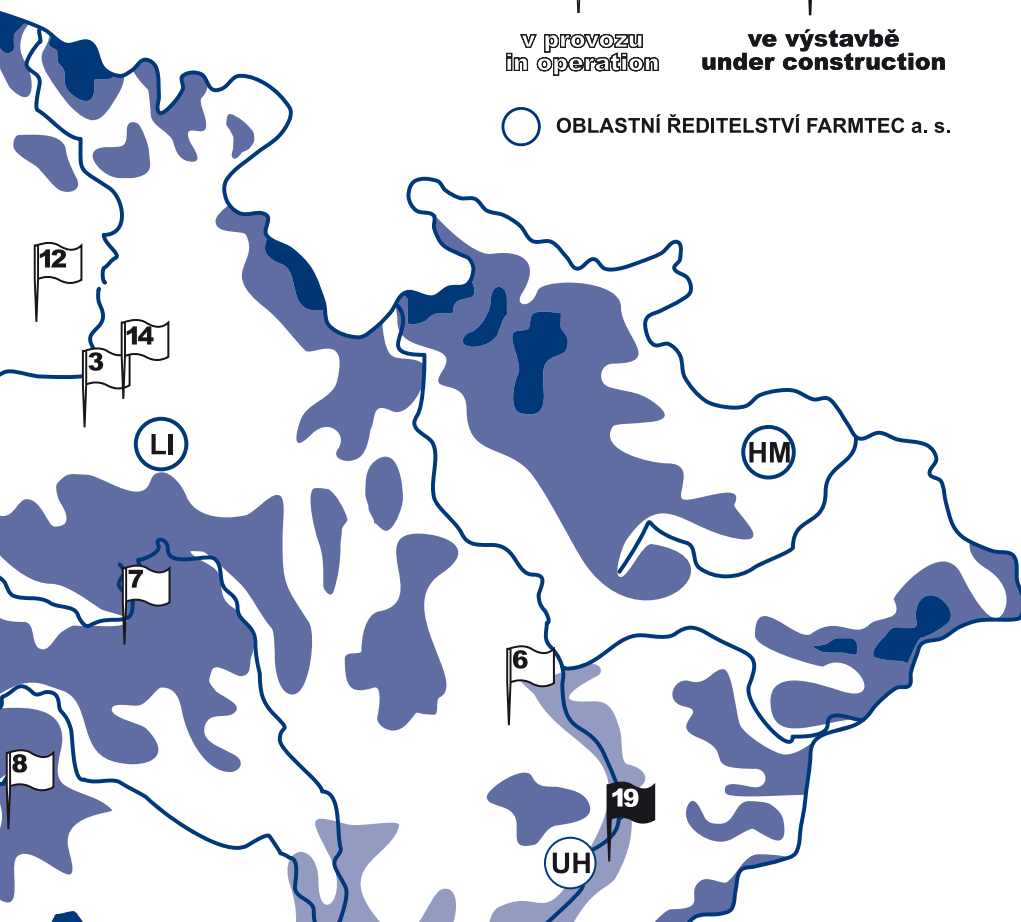 v provozu
in operation
ve výstavbě
under construction
OBLASTNÍ ŘEDITELSTVÍ FARMTEC a. s.
12
14
3
LI
HM
7
6
8
19
UH